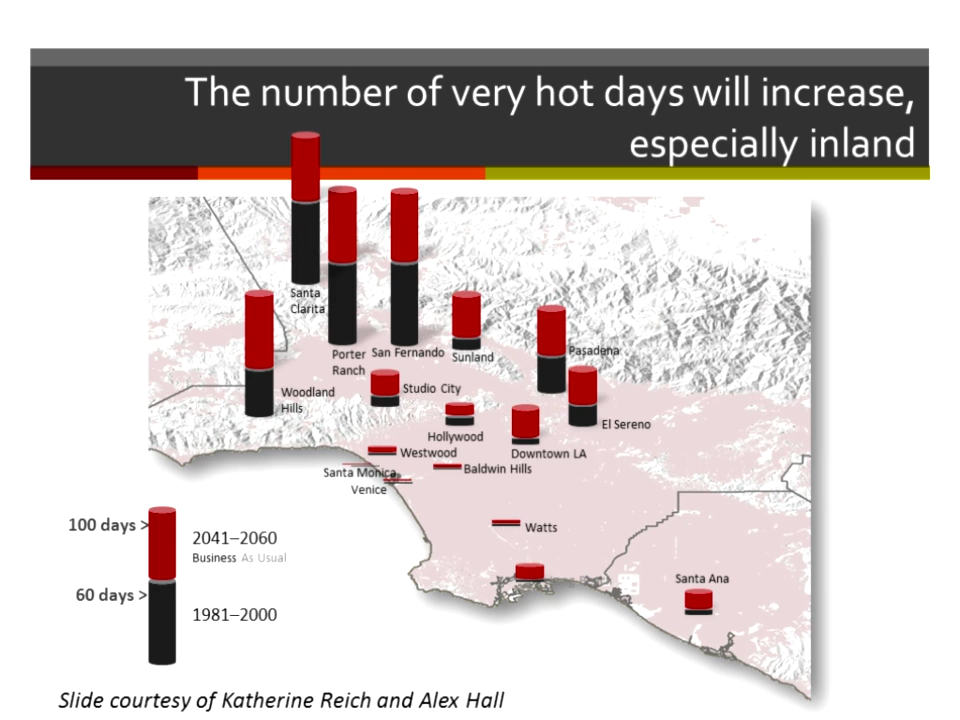 The number of very hot days will increase,
especially inland
Santa
Clarita
Porter
Ranch
San Fernando
Sunland
Pasadena
Woodland
Hills
Studio City
El Sereno
Hollywood
Downtown LA
Westwood
Santa Monica
Baldwin Hills
Venice
Watts
Santa Ana
100 days >
2041–2060
Business As Usual
60 days >
1981–2000
Slide courtesy of Katherine Reich and Alex Hall